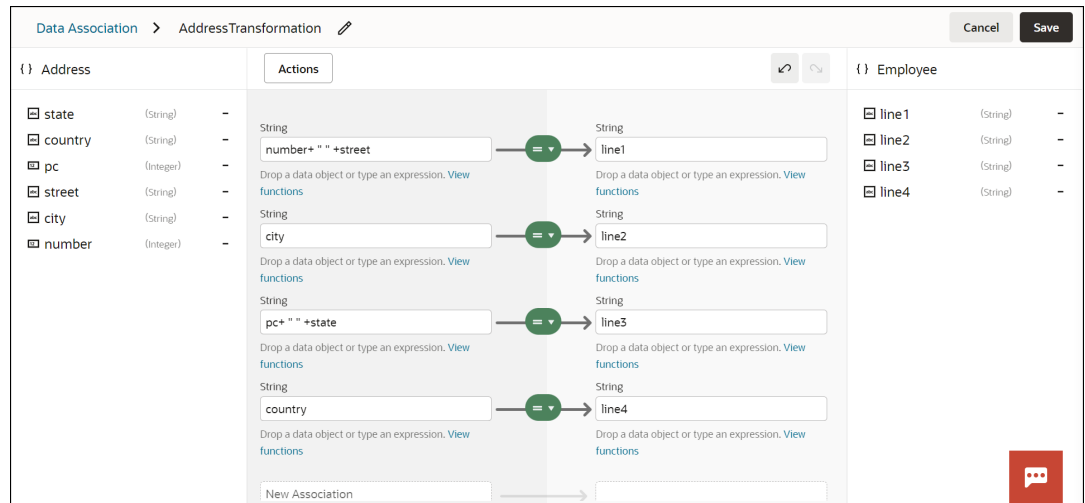 Data Association > AddressTransformation
Cancel
Save
{ } Address
Actions
{ } Employee
state (String) -
country (String) -
pc (Integer) -
street (String) -
city (String) -
number (Integer) -
String
number+ " " +street
Drop a data object or type an expression. View
functions
String
city
Drop a data object or type an expression. View
functions
String
pc+ " " +state
Drop a data object or type an expression. View
functions
String
country
Drop a data object or type an expression. View
functions
New Association
=
=
=
=
String
line1
Drop a data object or type an expression. View
functions
String
line2
Drop a data object or type an expression. View
functions
String
line3
Drop a data object or type an expression. View
functions
String
line4
Drop a data object or type an expression. View
functions
line1 (String) -
line2 (String) -
line3 (String) -
line4 (String) -